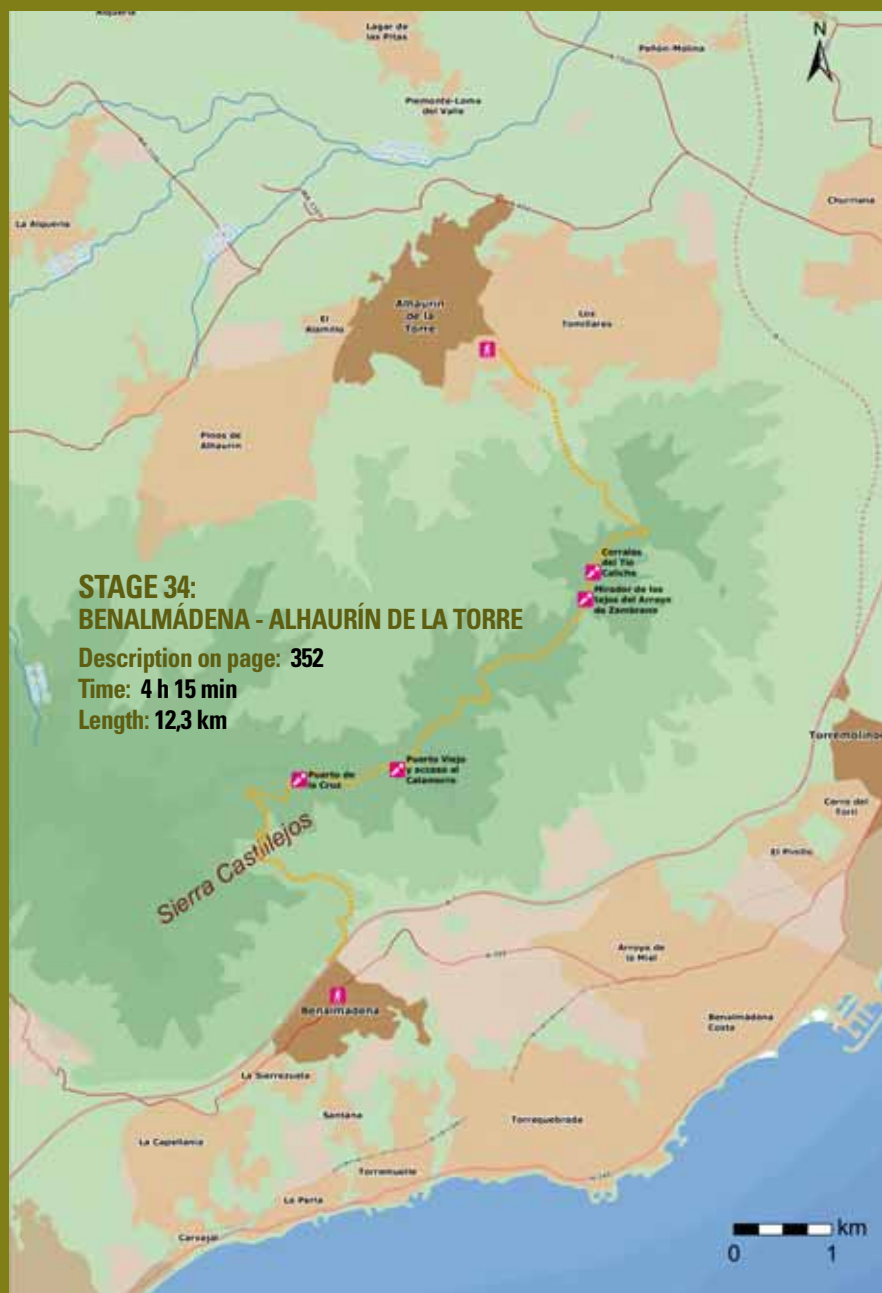 Lagar de
las Pitas
Peñón-Molina
N
Piemonte-Loma
del Valle
La Alquería
Churriana
Alhaurín
de la
Torre
El
Alamillo
Los
Tomillares
Pinos de
Alhaurín
Corrales
del Tío
Caliche
Mirador de los
tejos del Arroyo
de Zambrano
STAGE 34:
BENALMÁDENA - ALHAURÍN DE LA TORRE
Description on page: 352
Time: 4 h 15 min
Length: 12,3 km
Torremolinos
Puerto Viejo
y acceso al
Calamorro
Puerto de
la Cruz
Cerro del
Toril
El Pinillo
Sierra Castillejos
Arroyo de
la Miel
Benalmadena
Benalmádena
Costa
La Sierrezuela
Santana
Torrequebrada
La Capellanía
Torremuelle
La Perla
Carvajal
km
0 1